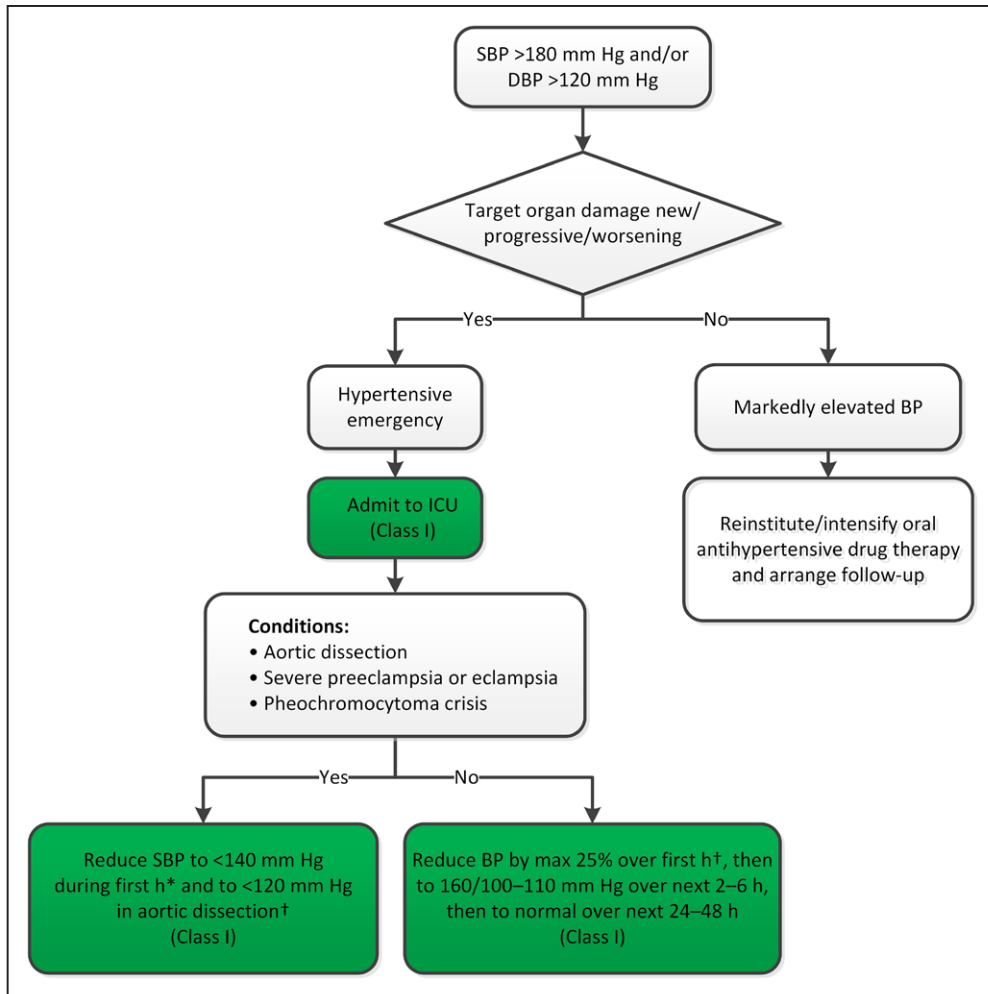 SBP >180 mm Hg and/or
DBP >120 mm Hg
Target organ damage new/
progressive/worsening
Yes
No
Hypertensive
emergency
Markedly elevated BP
Admit to ICU
(Class I)
Reinstitute/intensify oral
antihypertensive drug therapy
and arrange follow-up
Conditions:
• Aortic dissection
• Severe preeclampsia or eclampsia
• Pheochromocytoma crisis
Yes
No
Reduce SBP to <140 mm Hg
during first h* and to <120 mm Hg
in aortic dissection†
(Class I)
Reduce BP by max 25% over first h†, then
to 160/100–110 mm Hg over next 2–6 h,
then to normal over next 24–48 h
(Class I)